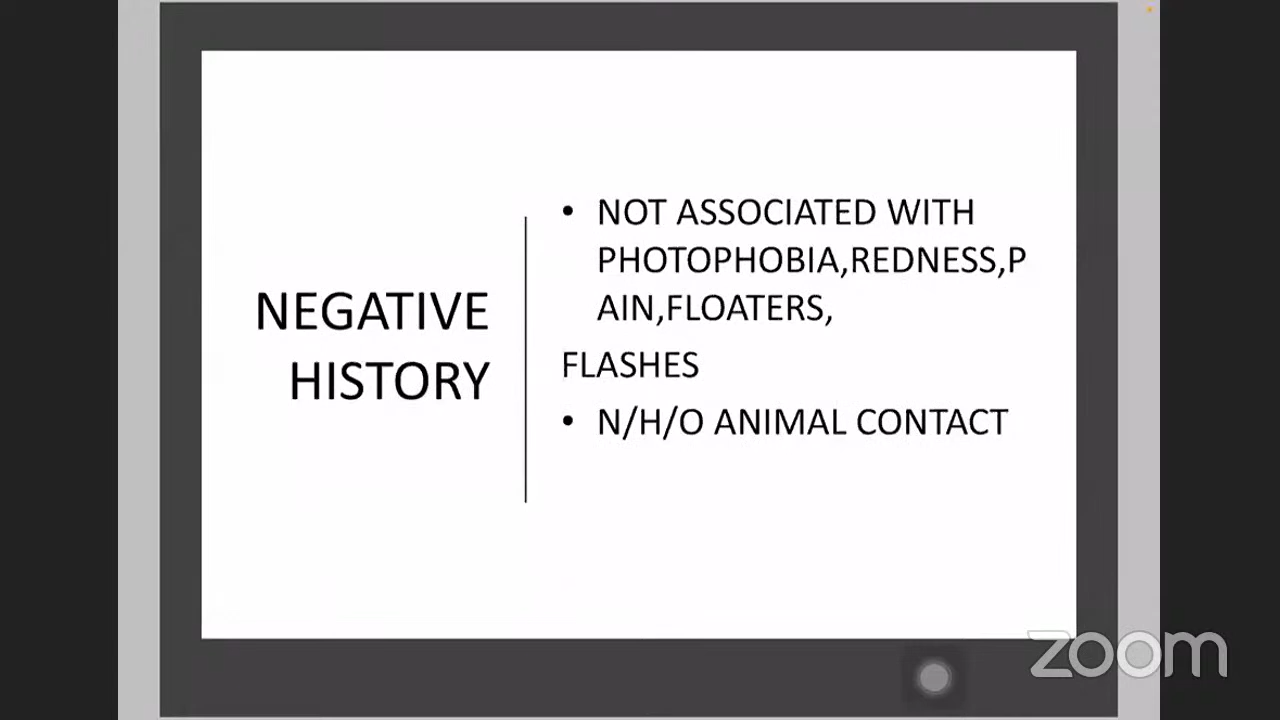 NEGATIVE
HISTORY
• NOT ASSOCIATED WITH
PHOTOPHOBIA,REDNESS,P
AIN,FLOATERS,
FLASHES
• N/H/O ANIMAL CONTACT
zoom